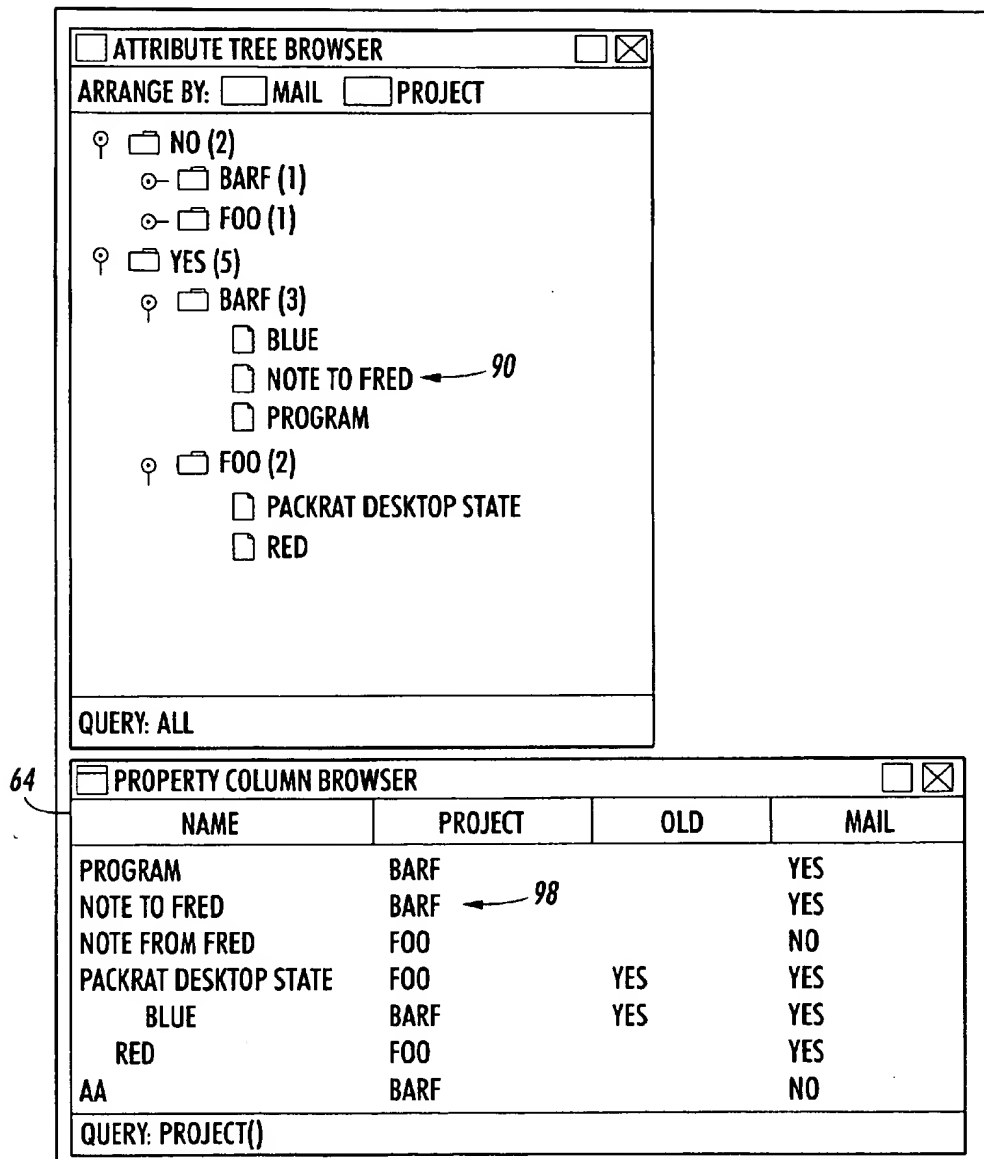 ATTRIBUTE TREE BROWSER
ARRANGE BY: MAIL PROJECT
NO (2)
BARF (1)
FOO (1)
YES (5)
BARF (3)
BLUE
NOTE TO FRED 90
PROGRAM
FOO (2)
PACKRAT DESKTOP STATE
RED
QUERY: ALL
64
PROPERTY COLUMN BROWSER
NAME PROJECT OLD MAIL
PROGRAM BARF YES
NOTE TO FRED BARF 98 YES
NOTE FROM FRED FOO NO
PACKRAT DESKTOP STATE FOO YES YES
BLUE BARF YES YES
RED FOO YES
AA BARF NO
QUERY: PROJECT()